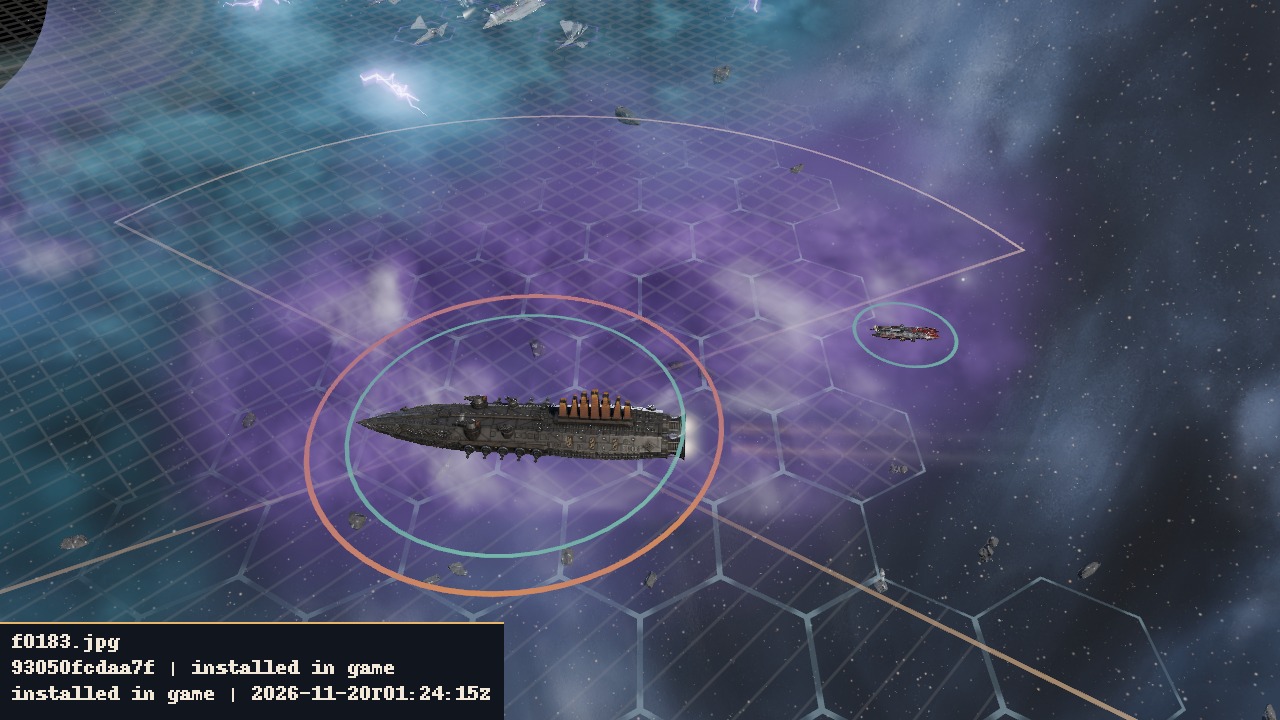 f0183.jpg
93050fcdaa7f | installed in game
installed in game | 2026-11-20T01:24:15Z